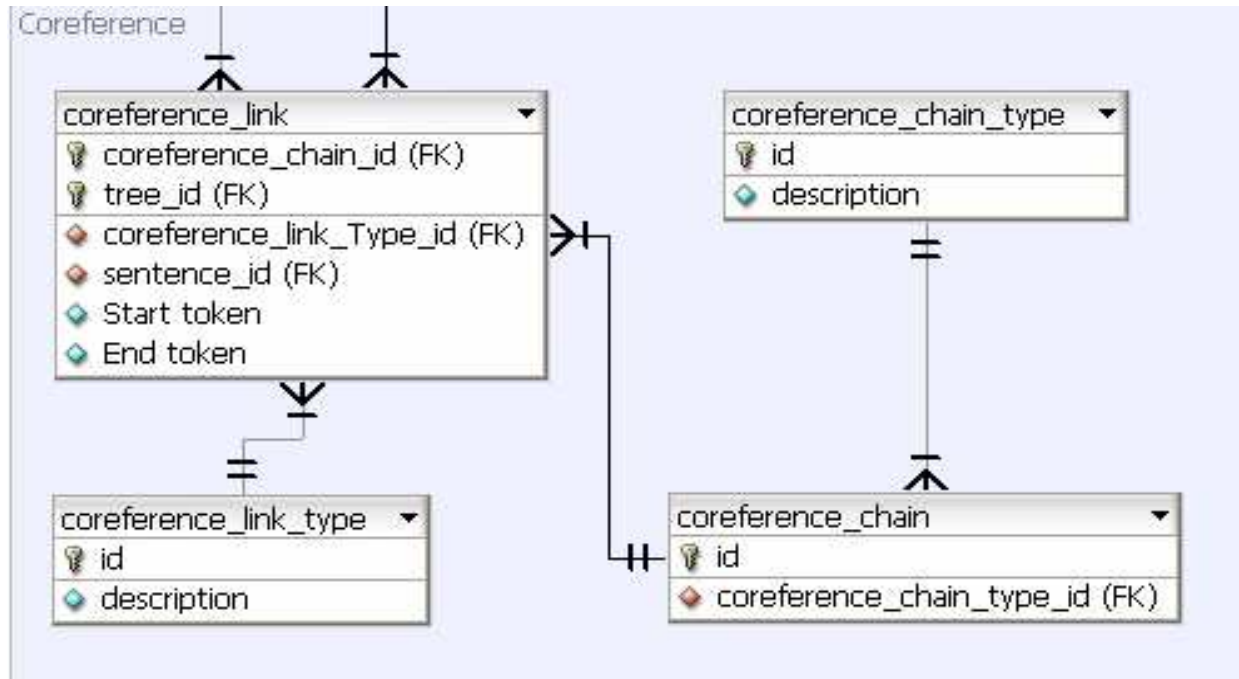 Coreference
coreference_link
coreference_chain_id (FK)
tree_id (FK)
coreference_link_Type_id (FK)
sentence_id (FK)
Start token
End token
coreference_chain_type
id
description
coreference_link_type
id
description
coreference_chain
id
coreference_chain_type_id (FK)